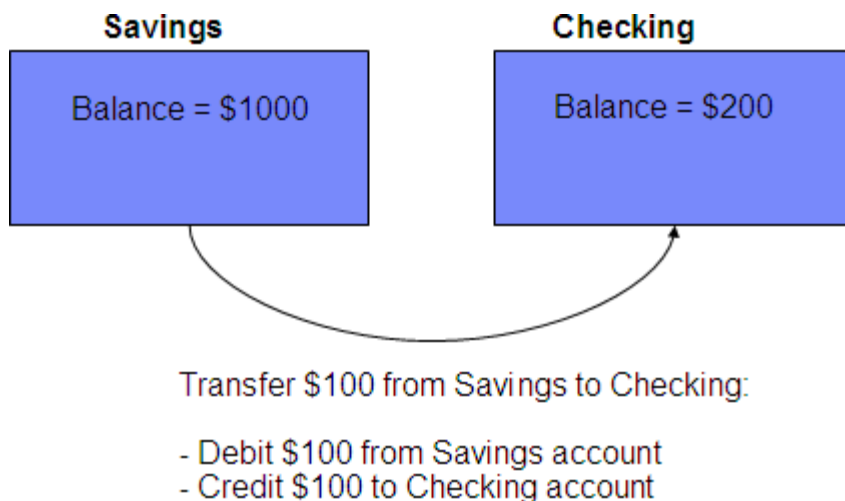 Savings
Checking
Balance = $1000
Balance = $200
Transfer $100 from Savings to Checking:
- Debit $100 from Savings account
- Credit $100 to Checking account